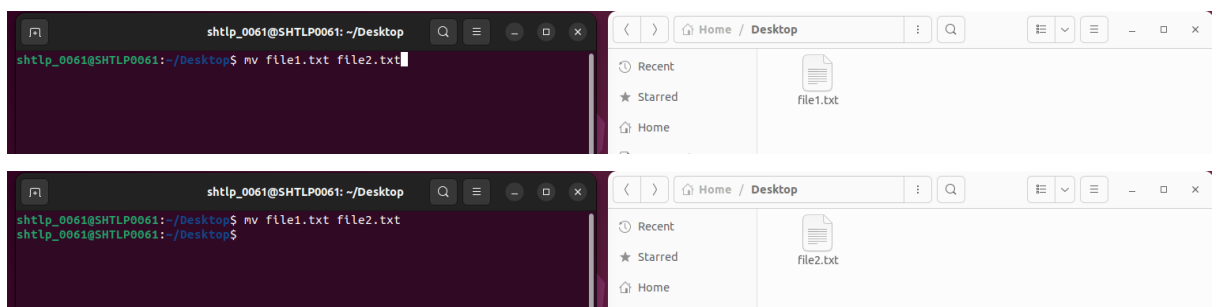 shtlp_0061@SHTLP0061: ~/Desktop
shtlp_0061@SHTLP0061:~/Desktop$ mv file1.txt file2.txt
Home / Desktop
Recent
Starred
Home
file1.txt
shtlp_0061@SHTLP0061: ~/Desktop
shtlp_0061@SHTLP0061:~/Desktop$ mv file1.txt file2.txt
shtlp_0061@SHTLP0061:~/Desktop$
Home / Desktop
Recent
Starred
Home
file2.txt